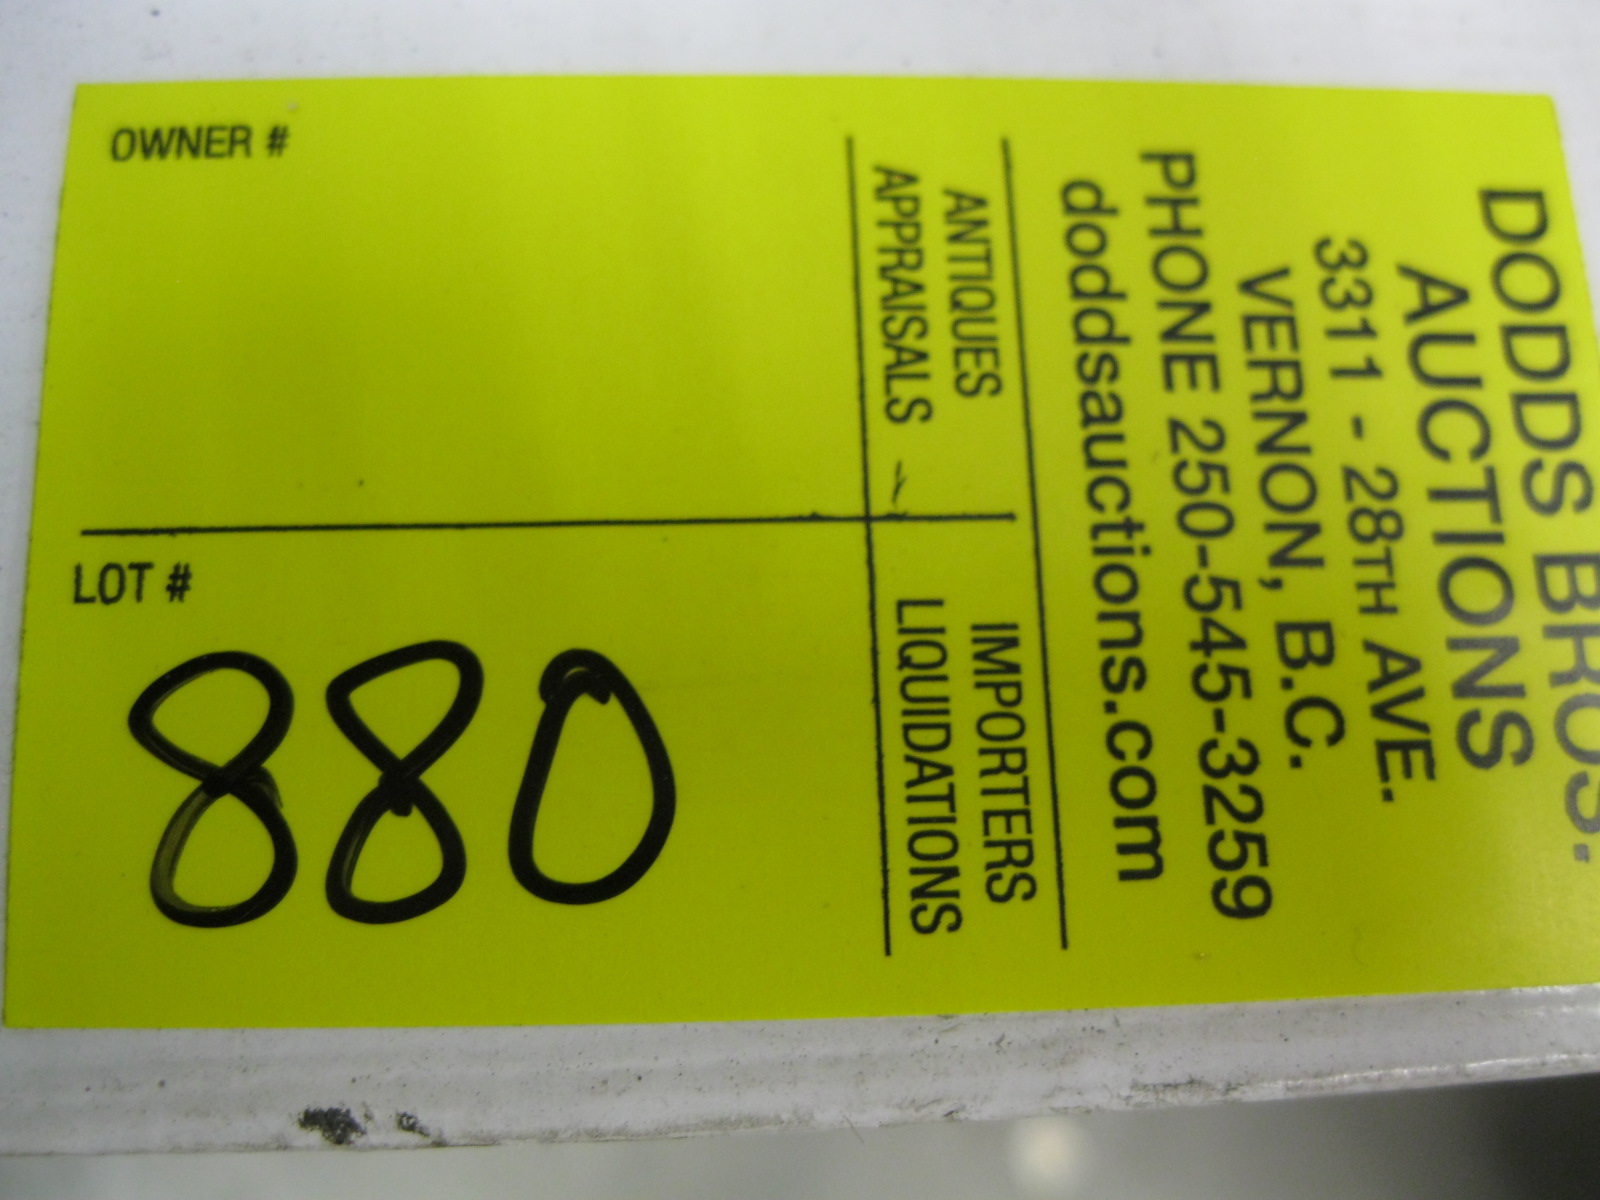 DODDS BROS.
AUCTIONS
3311 - 28TH AVE.
VERNON, B.C.
PHONE 250-545-3259
doddsauctions.com
ANTIQUES
APPRAISALS
IMPORTERS
LIQUIDATIONS
OWNER #
LOT #
880